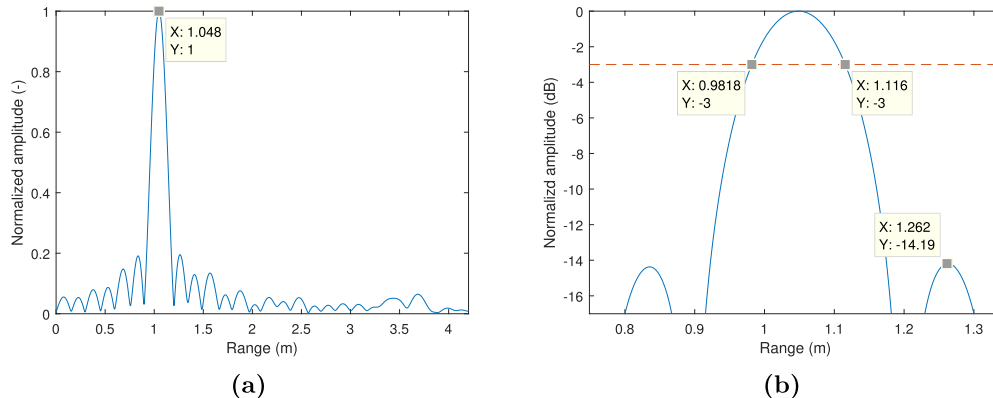 1
0.8
0.6
0.4
0.2
0
Normalized amplitude (-)
X: 1.048
Y: 1
0 0.5 1 1.5 2 2.5 3 3.5 4
Range (m)
(a)
0
-2
-4
-6
-8
-10
-12
-14
-16
Normalizd amplitude (dB)
X: 0.9818
Y: -3
X: 1.116
Y: -3
X: 1.262
Y: -14.19
0.8 0.9 1 1.1 1.2 1.3
Range (m)
(b)